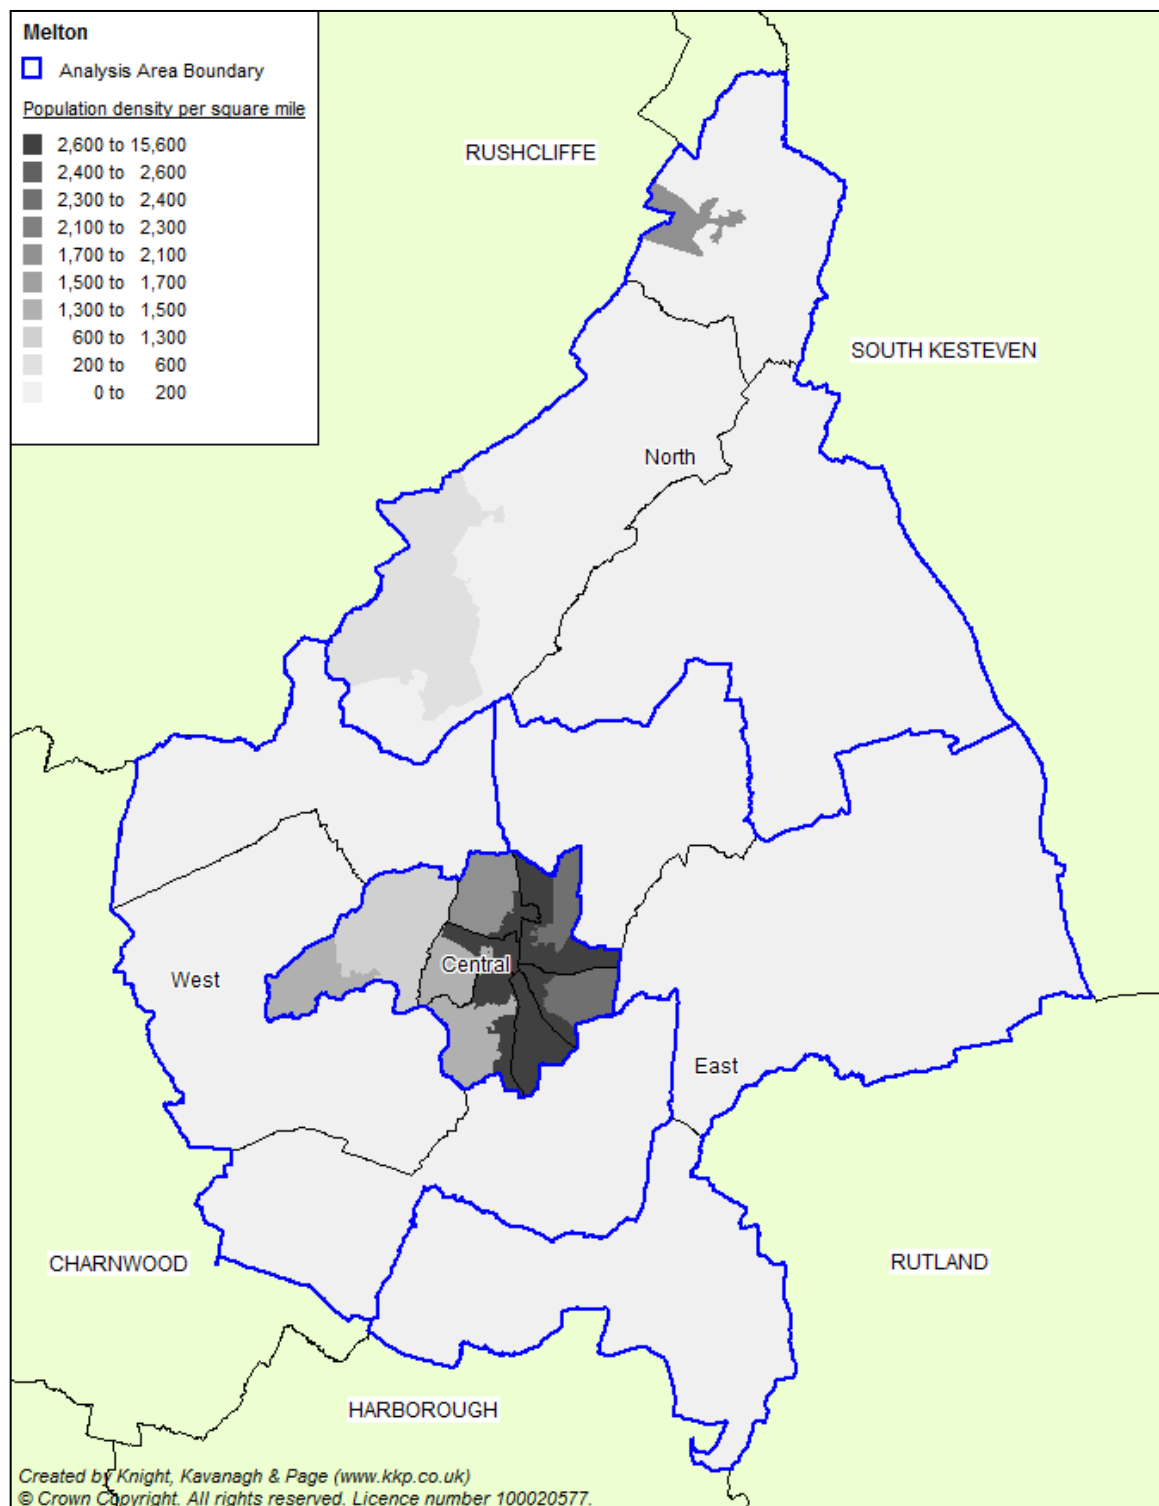 Melton
Analysis Area Boundary
Population density per square mile
2,600 to 15,600
2,400 to 2,600
2,300 to 2,400
2,100 to 2,300
1,700 to 2,100
1,500 to 1,700
1,300 to 1,500
600 to 1,300
200 to 600
0 to 200
RUSHCLIFFE
SOUTH KESTEVEN
North
Central
West
East
CHARNWOOD
RUTLAND
HARBOROUGH
Created by Knight, Kavanagh & Page (www.kkp.co.uk)
© Crown Copyright. All rights reserved. Licence number 100020577.